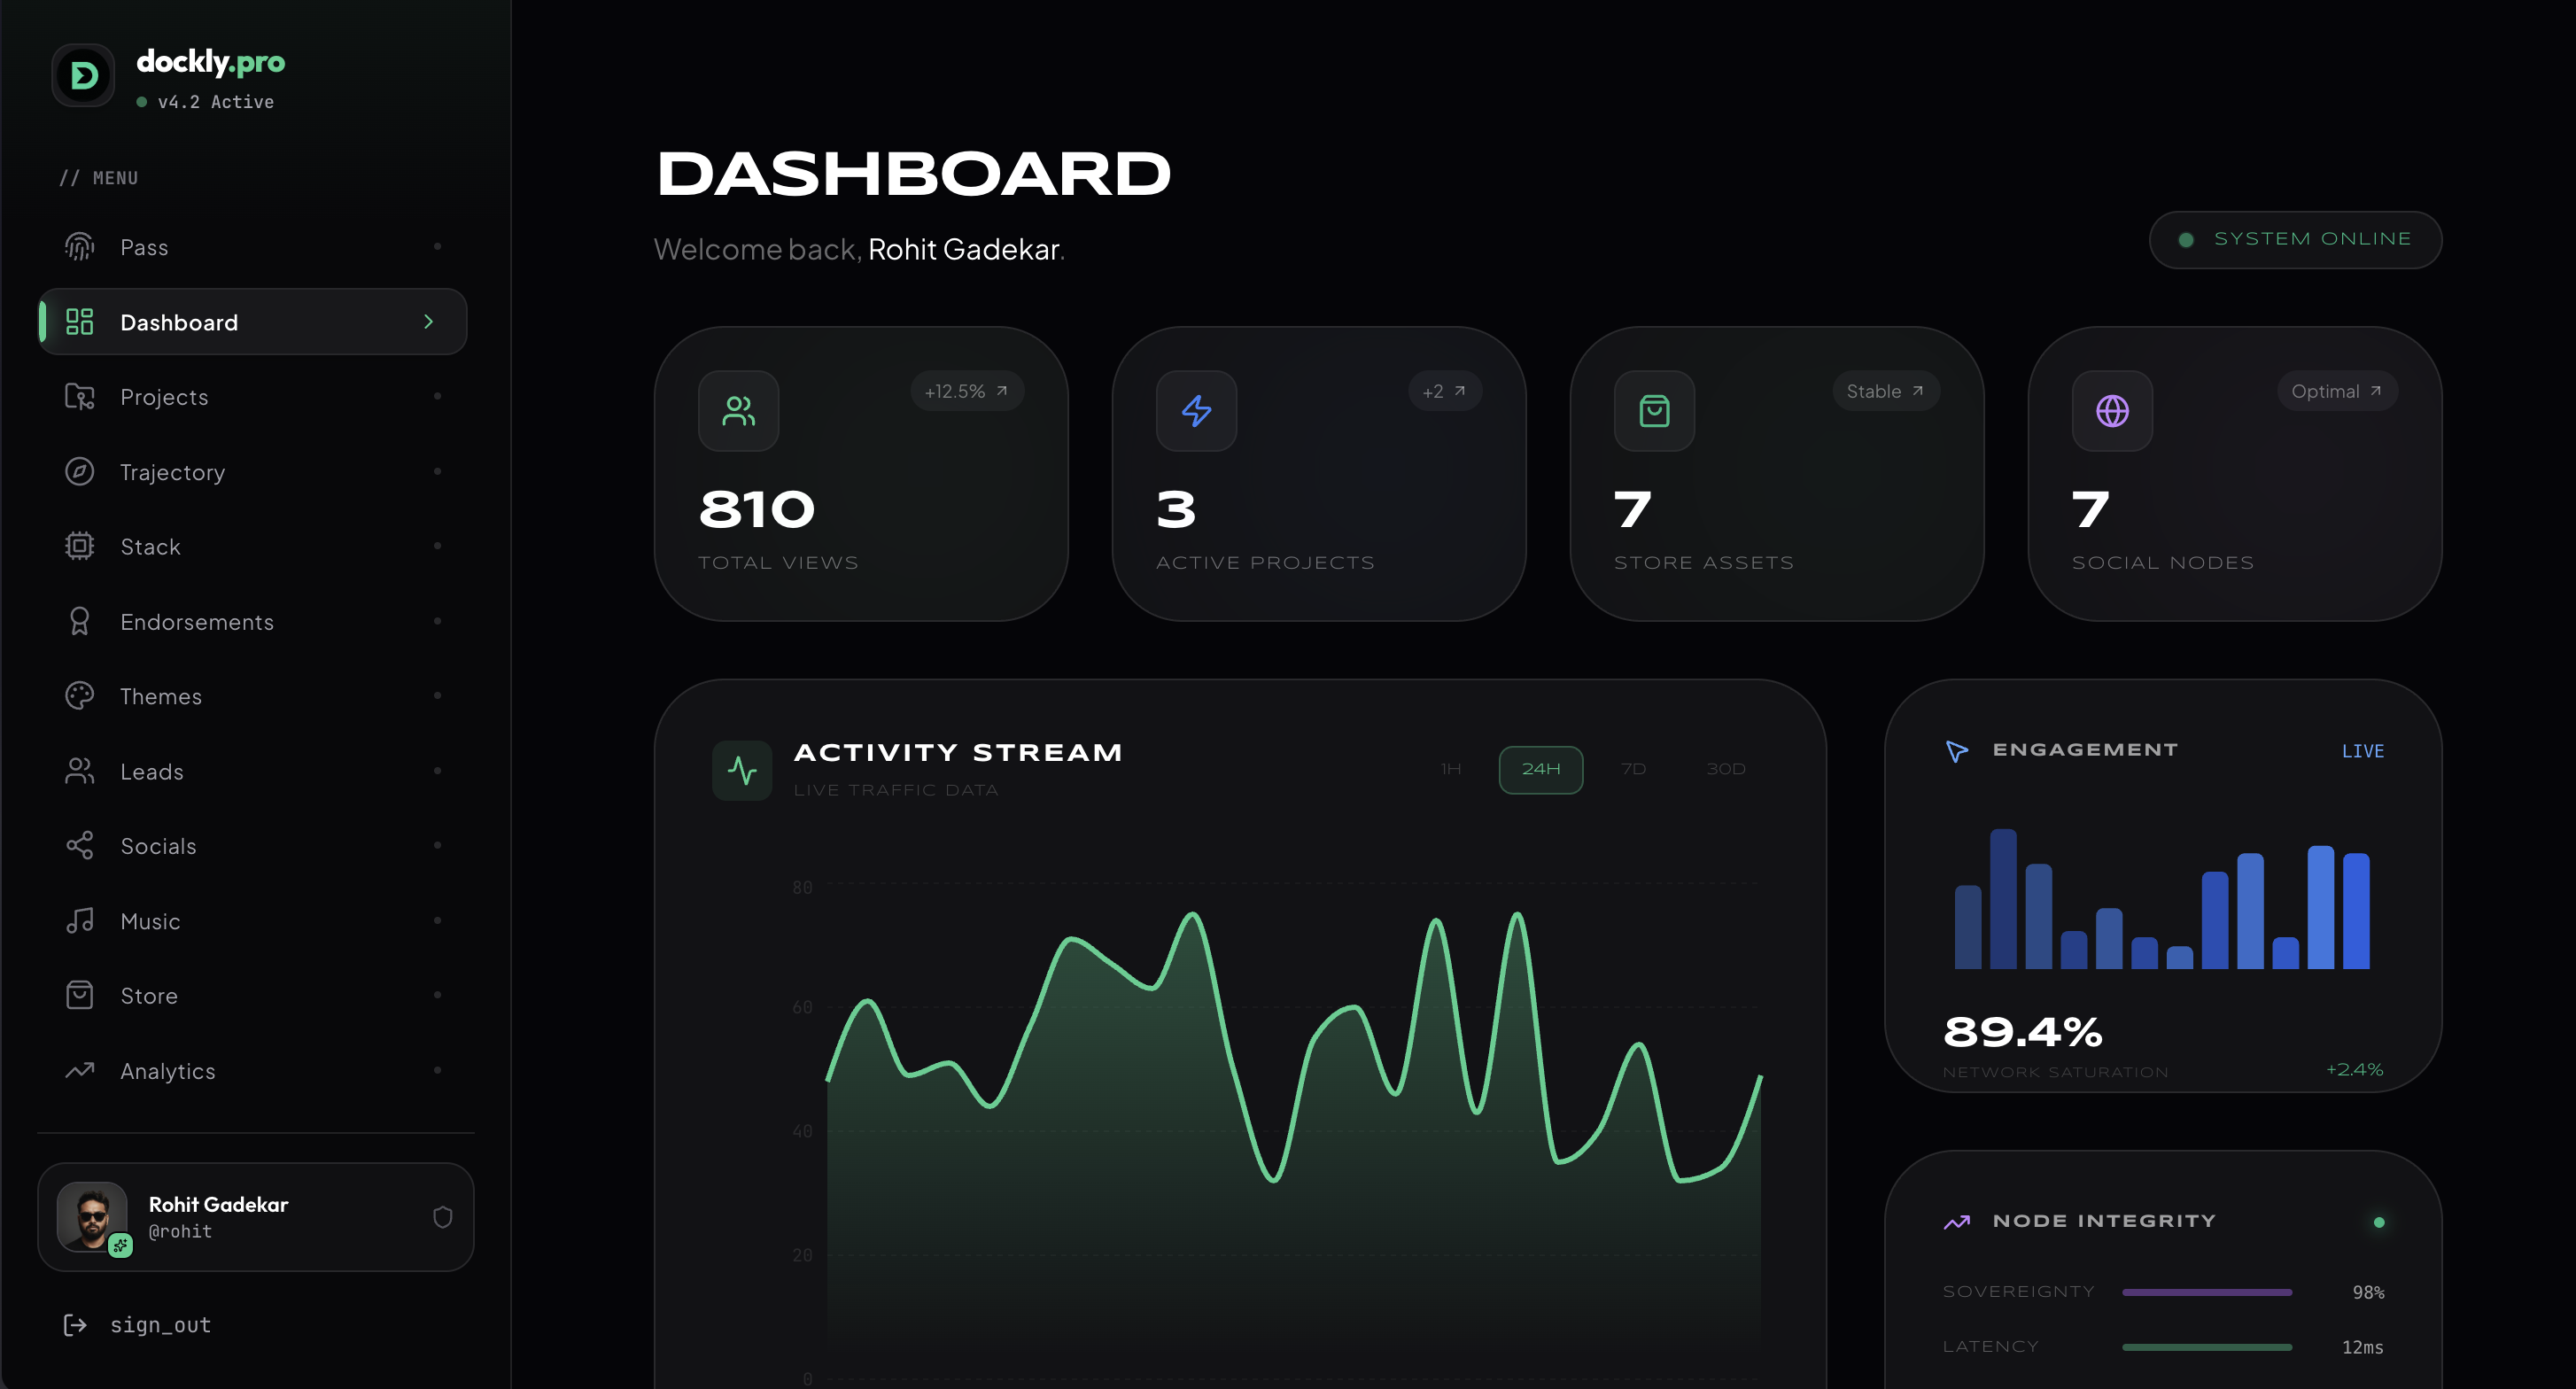 dockly.pro
v4.2 Active
// MENU
Pass
Dashboard
Projects
Trajectory
Stack
Endorsements
Themes
Leads
Socials
Music
Store
Analytics
Rohit Gadekar
@rohit
sign_out
DASHBOARD
Welcome back, Rohit Gadekar.
SYSTEM ONLINE
+12.5%
810
TOTAL VIEWS
+2
3
ACTIVE PROJECTS
Stable
7
STORE ASSETS
Optimal
7
SOCIAL NODES
ACTIVITY STREAM
LIVE TRAFFIC DATA
1H 24H 7D 30D
80
60
40
20
0
ENGAGEMENT
LIVE
89.4%
NETWORK SATURATION
+2.4%
NODE INTEGRITY
SOVEREIGNTY 98%
LATENCY 12ms